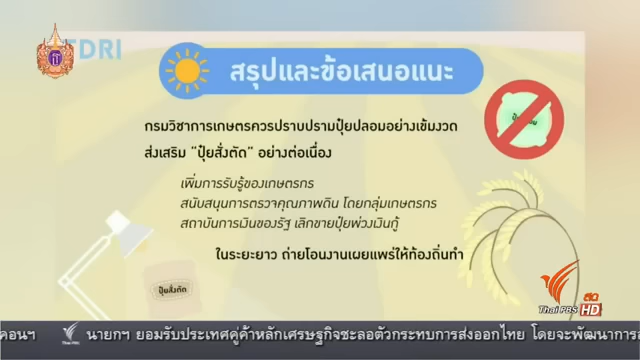 TDRI
สรุปและข้อเสนอแนะ
กรมวิชาการเกษตรควรปราบปรามปุ๋ยปลอมอย่างเข้มงวด
ส่งเสริม "ปุ๋ยสั่งตัด" อย่างต่อเนื่อง
เพิ่มการรับรู้ของเกษตรกร
สนับสนุนการตรวจคุณภาพดิน โดยกลุ่มเกษตรกร
สถาบันการเงินของรัฐ เลิกขายปุ๋ยพ่วงเงินกู้
ในระยะยาว ถ่ายโอนงานเผยแพร่ให้ท้องถิ่นทำ
ปุ๋ยสั่งตัด
สด
Thai PBS HD
คอนฯ นายกฯ ยอมรับประเทศคู่ค้าหลักเศรษฐกิจชะลอตัวกระทบการส่งออกไทย โดยจะพัฒนาการ